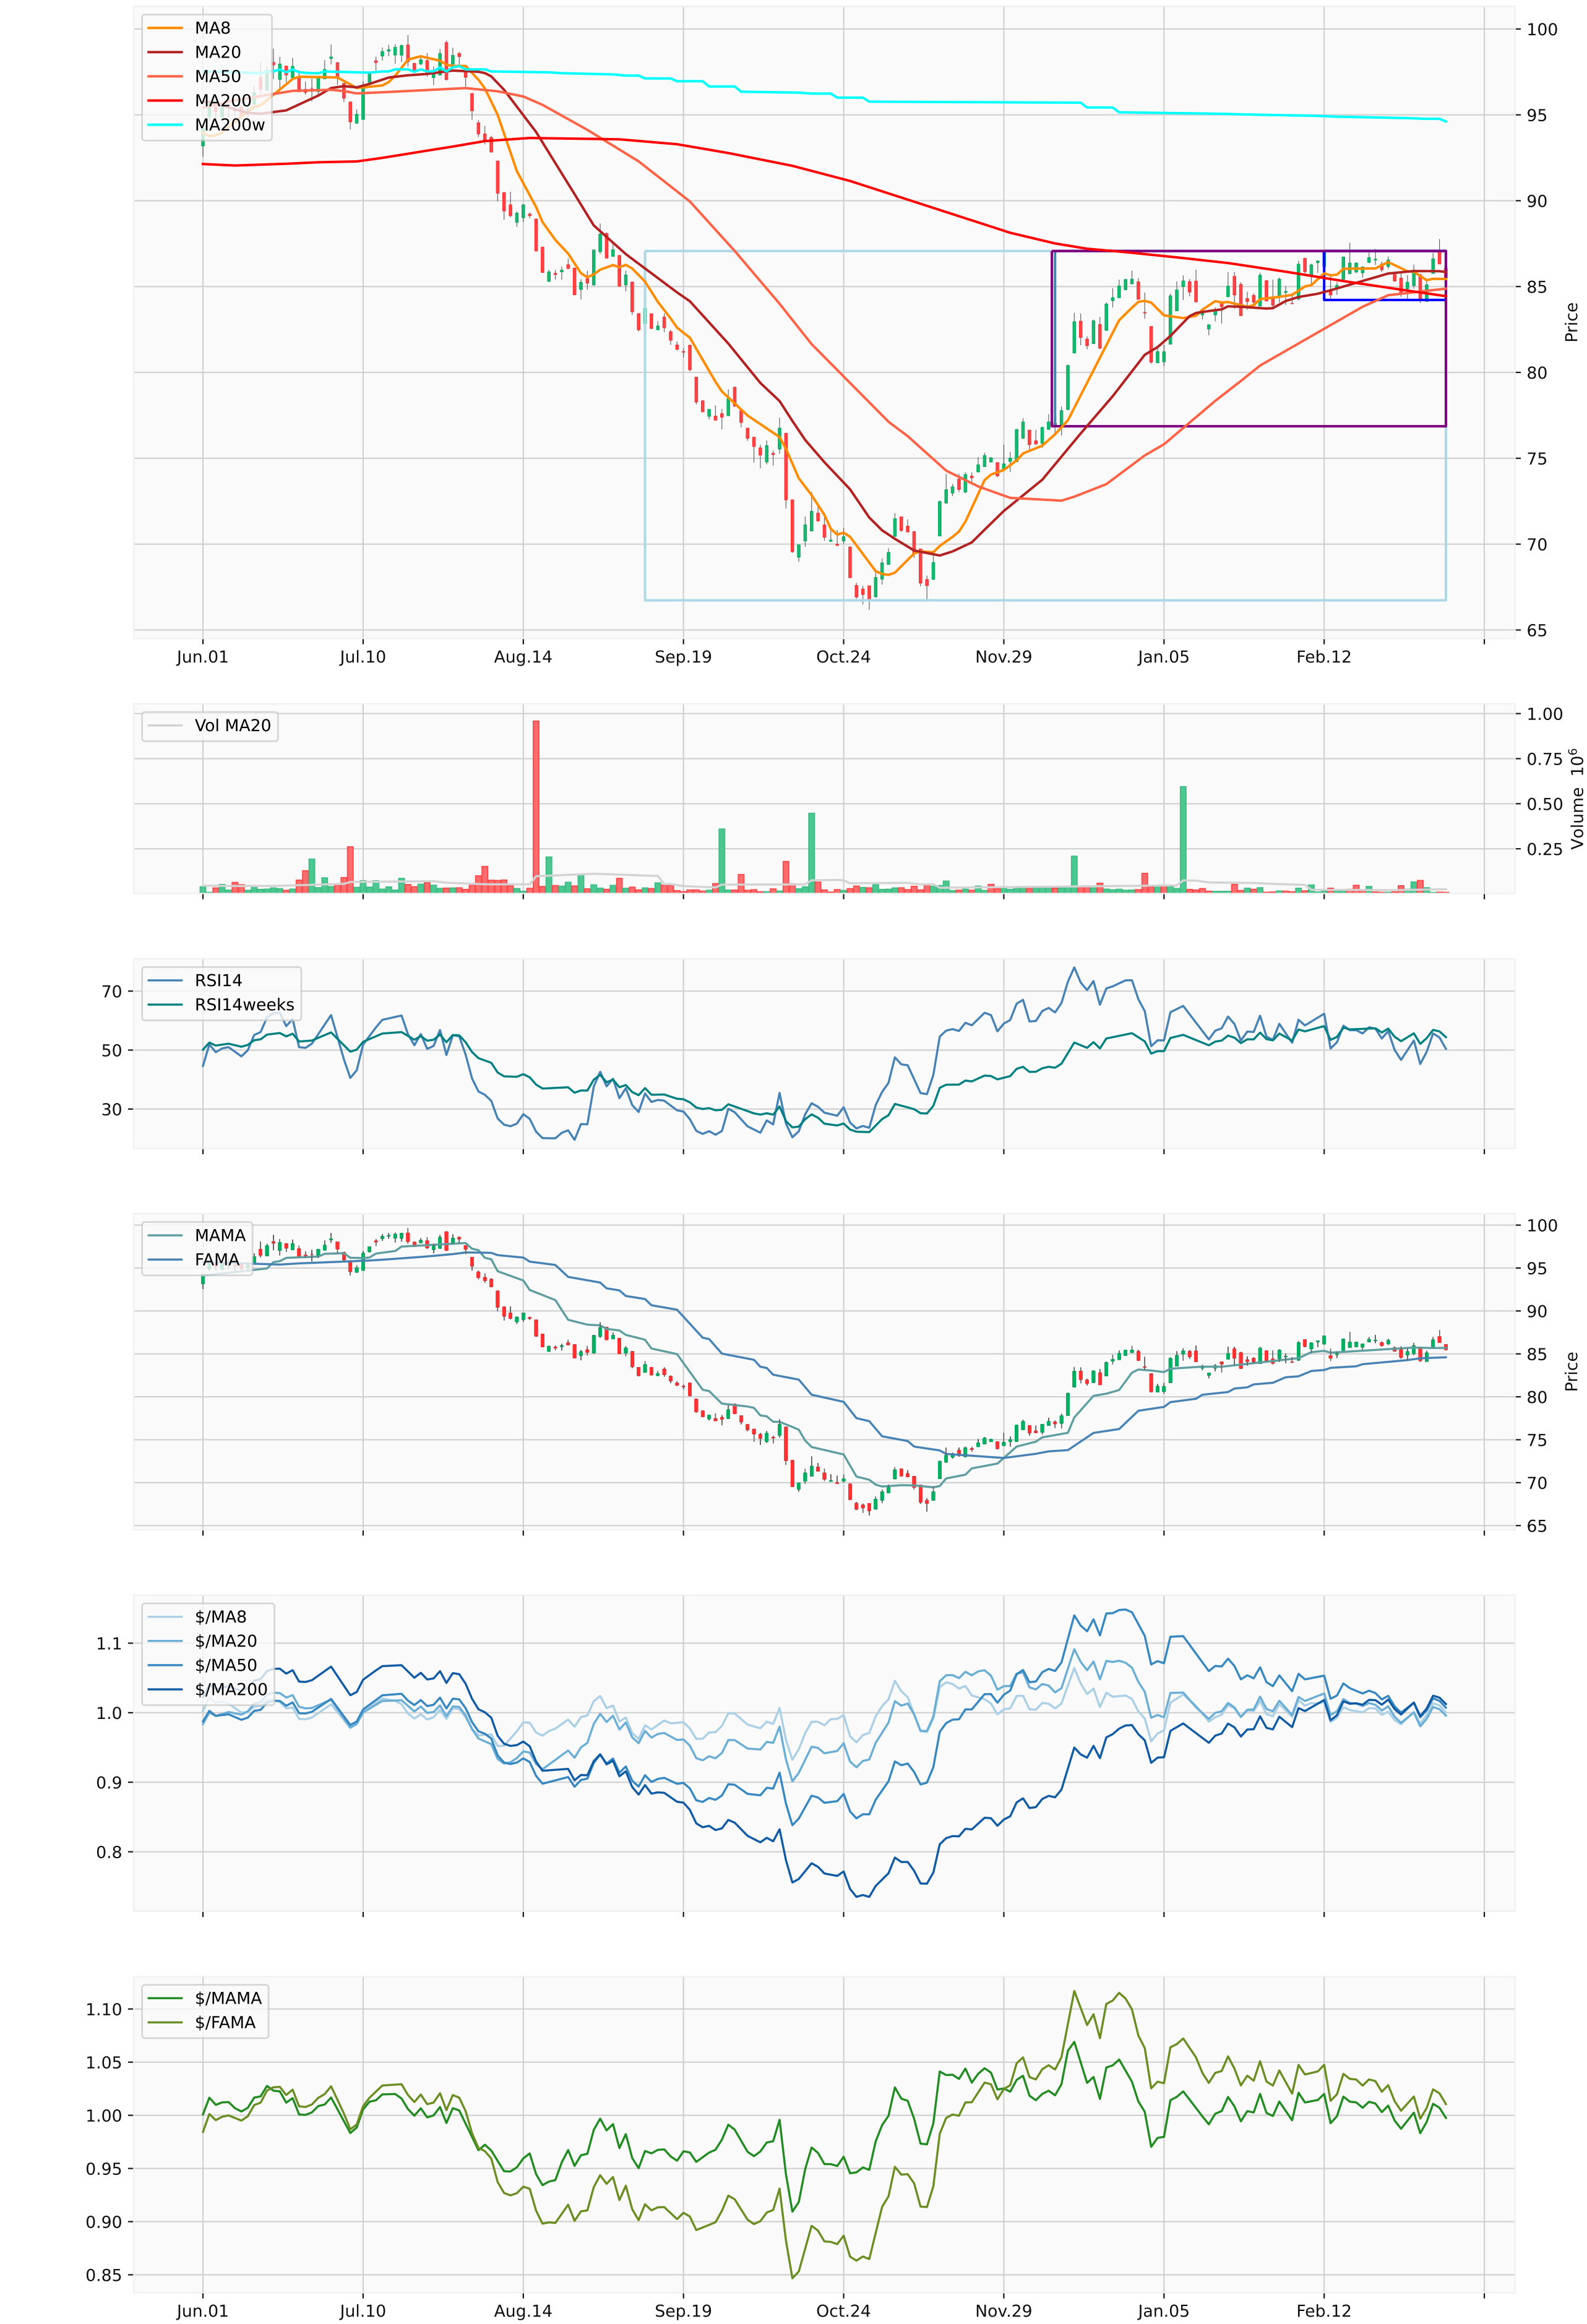 MA8
MA20
MA50
MA200
MA200w
100
95
90
85
80
75
70
65
Price
Jun.01 Jul.10 Aug.14 Sep.19 Oct.24 Nov.29 Jan.05 Feb.12
Vol MA20
1.00
0.75
0.50
0.25
Volume 10⁶
RSI14
RSI14weeks
70
50
30
MAMA
FAMA
100
95
90
85
80
75
70
65
Price
$/MA8
$/MA20
$/MA50
$/MA200
1.1
1.0
0.9
0.8
$/MAMA
$/FAMA
1.10
1.05
1.00
0.95
0.90
0.85
Jun.01 Jul.10 Aug.14 Sep.19 Oct.24 Nov.29 Jan.05 Feb.12